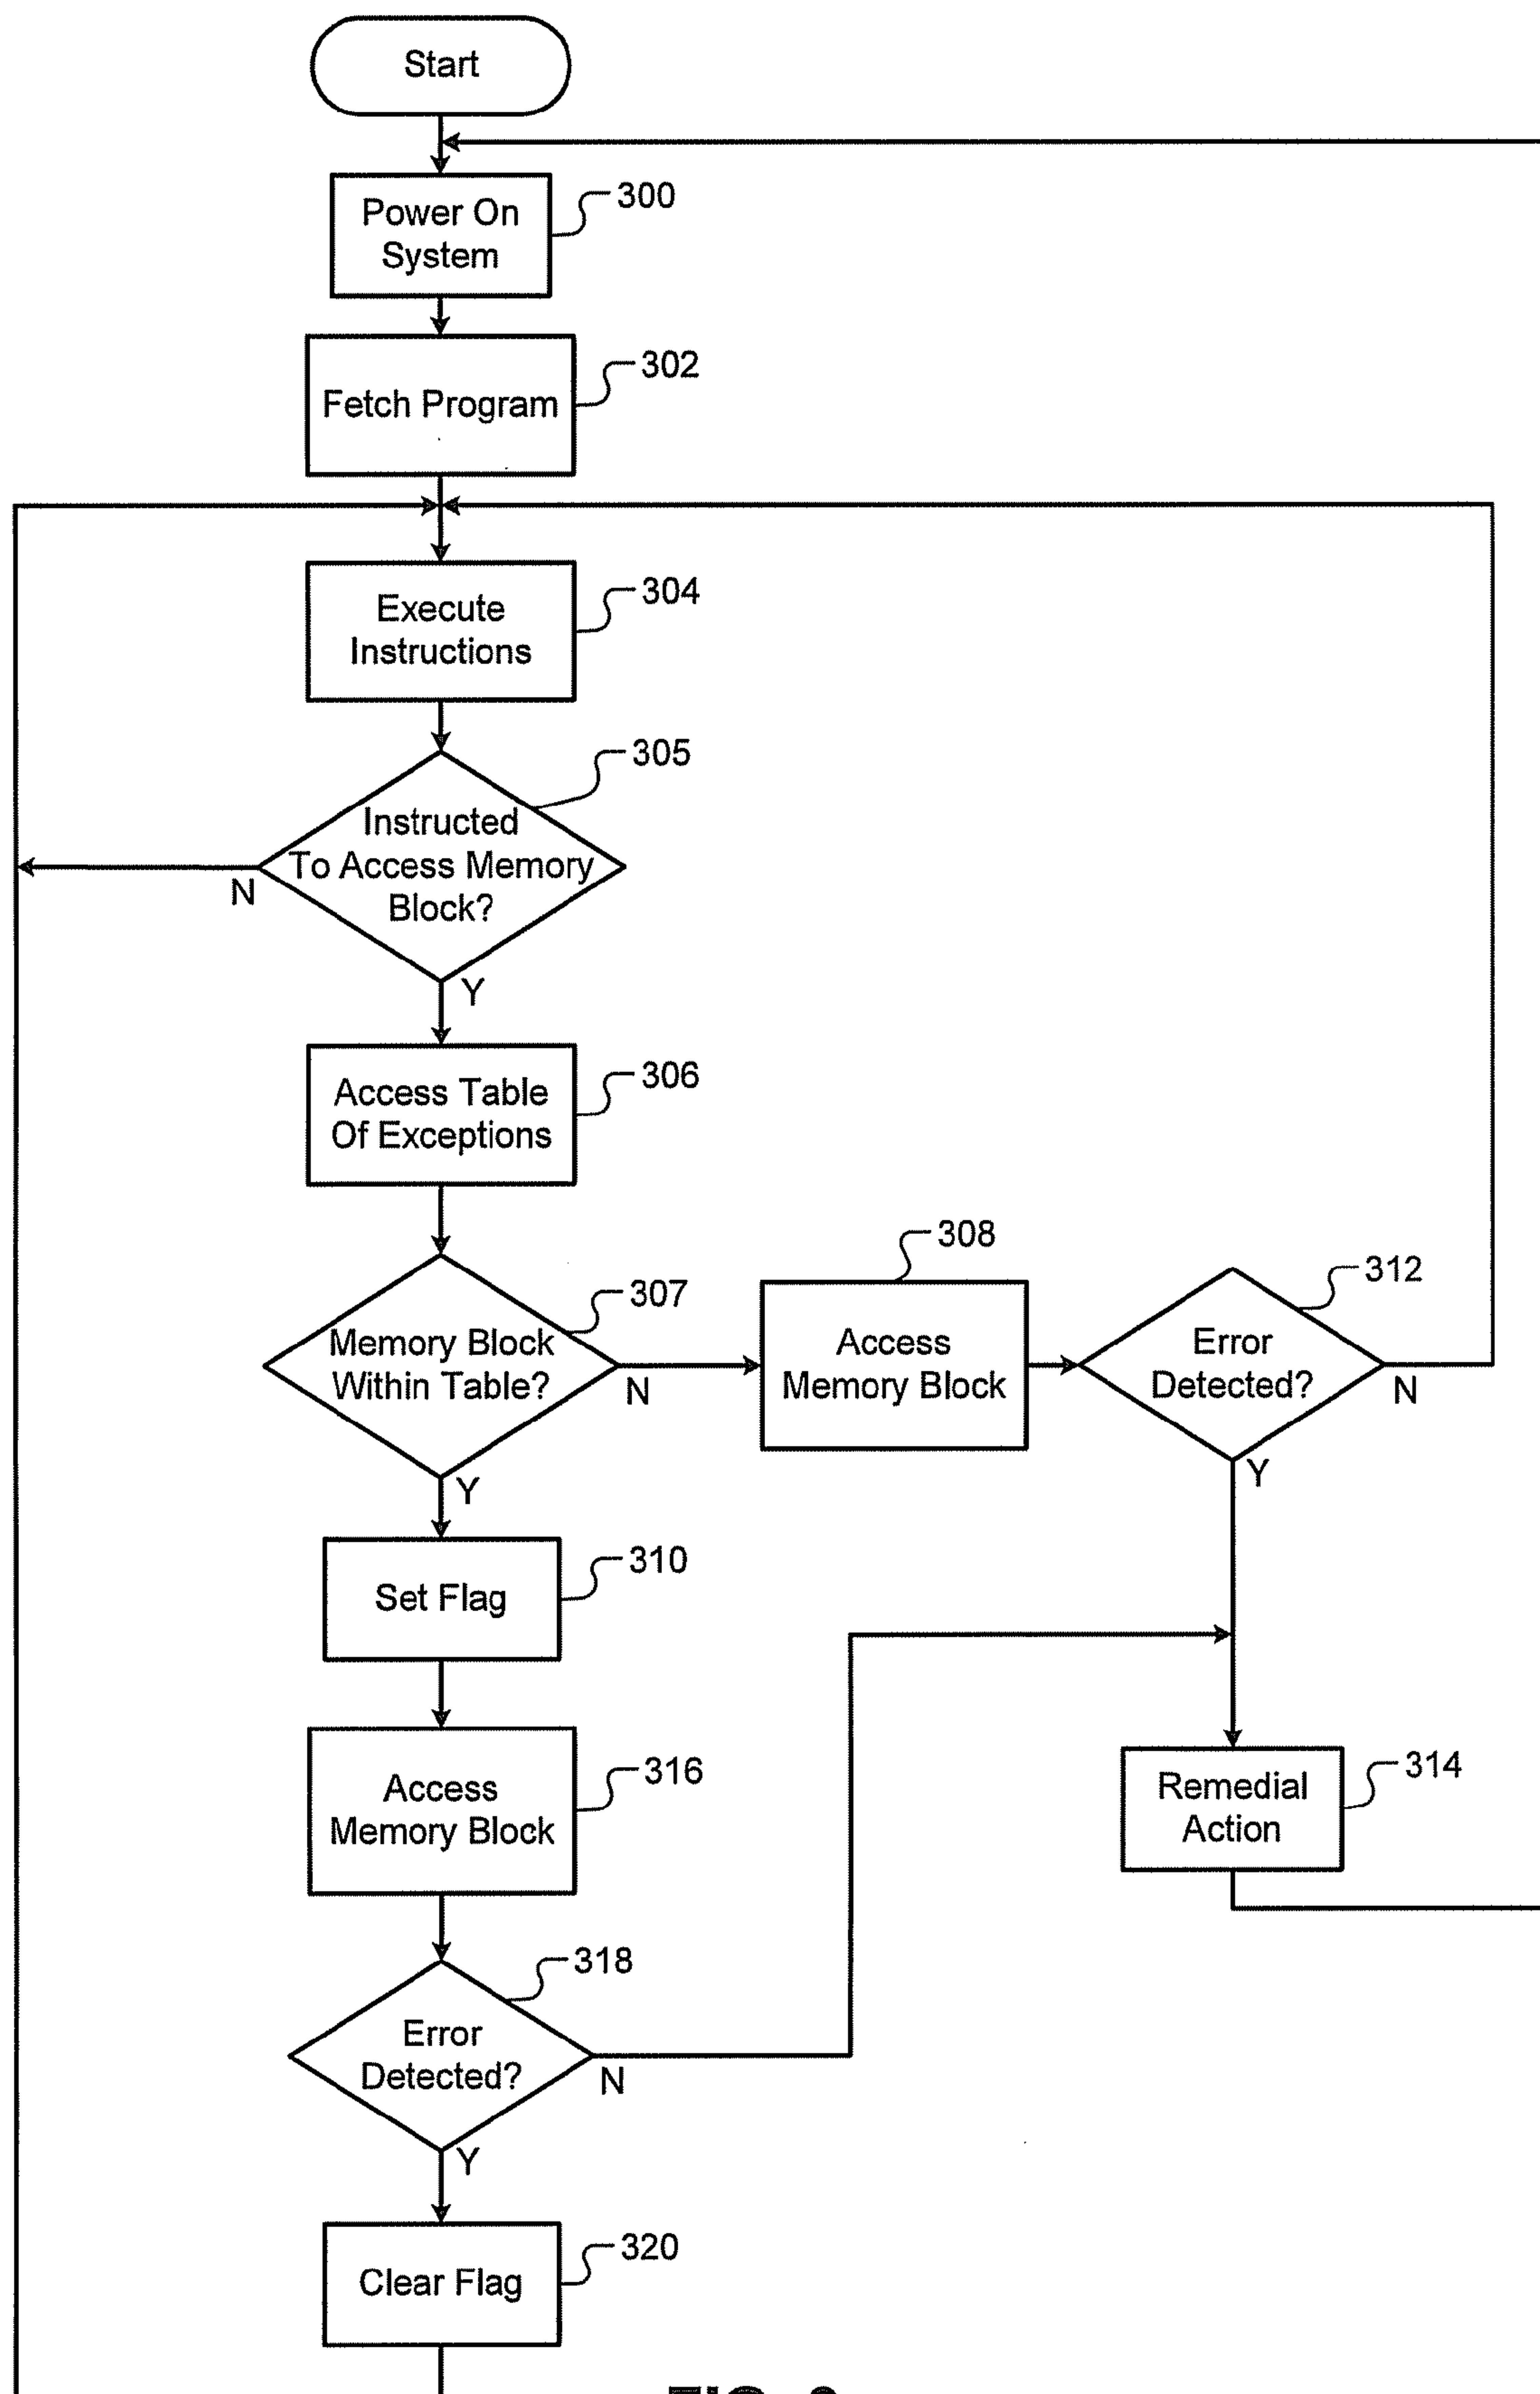 Start
Power On
System
300
Fetch Program
302
Execute
Instructions
304
305
Instructed
To Access Memory
Block?
N
Y
Access Table
Of Exceptions
306
307
Memory Block
Within Table?
N
Y
308
Access
Memory Block
312
Error
Detected?
N
Y
Set Flag
310
Access
Memory Block
316
Remedial
Action
314
318
Error
Detected?
N
Y
Clear Flag
320